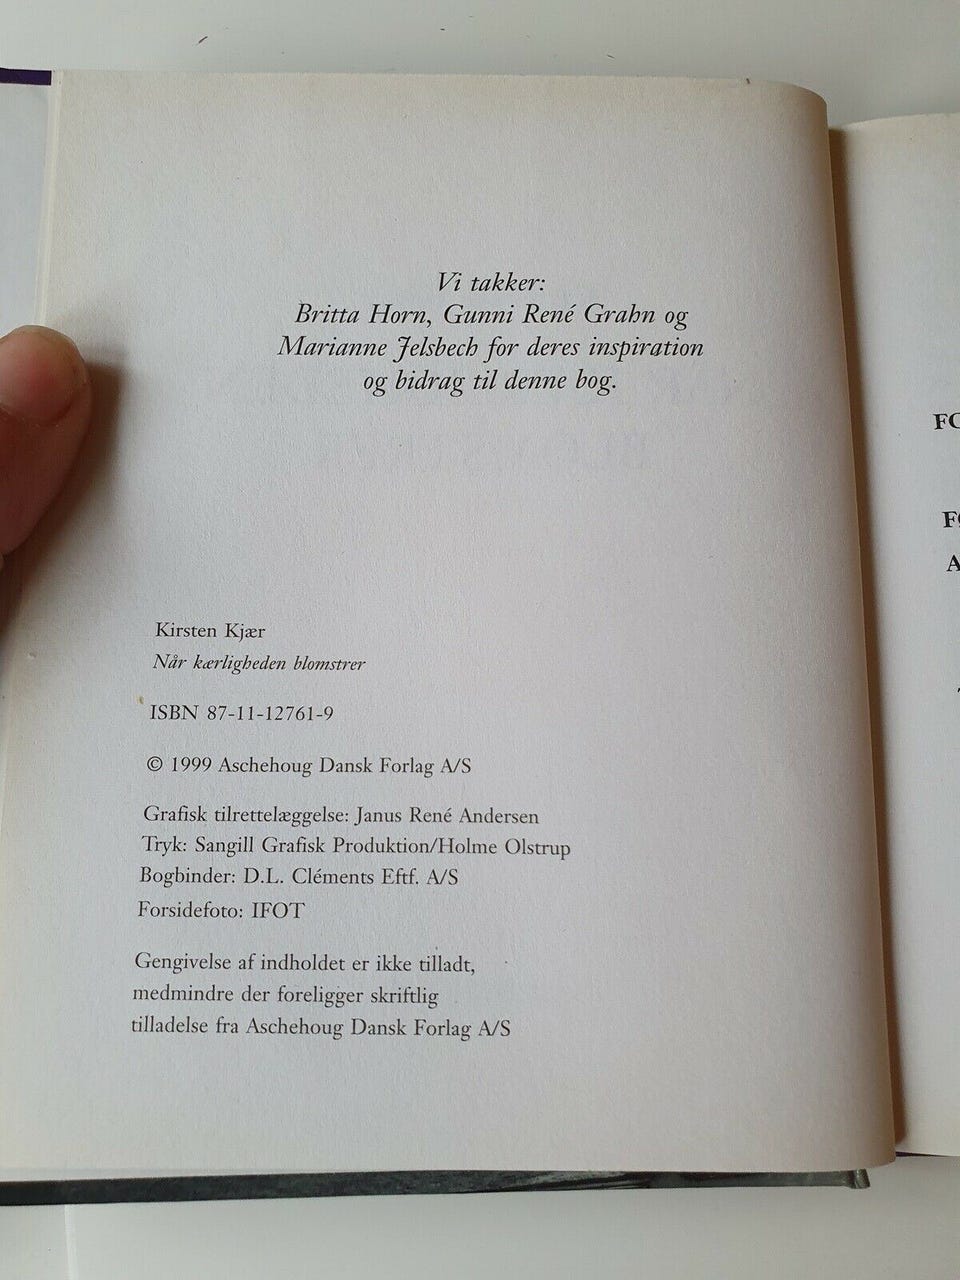 Vi takker:
Britta Horn, Gunni René Grahn og
Marianne Jelsbech for deres inspiration
og bidrag til denne bog.
Kirsten Kjær
Når kærligheden blomstrer
ISBN 87-11-12761-9
© 1999 Aschehoug Dansk Forlag A/S
Grafisk tilrettelæggelse: Janus René Andersen
Tryk: Sangill Grafisk Produktion/Holme Olstrup
Bogbinder: D.L. Cléments Eftf. A/S
Forsidefoto: IFOT
Gengivelse af indholdet er ikke tilladt,
medmindre der foreligger skriftlig
tilladelse fra Aschehoug Dansk Forlag A/S